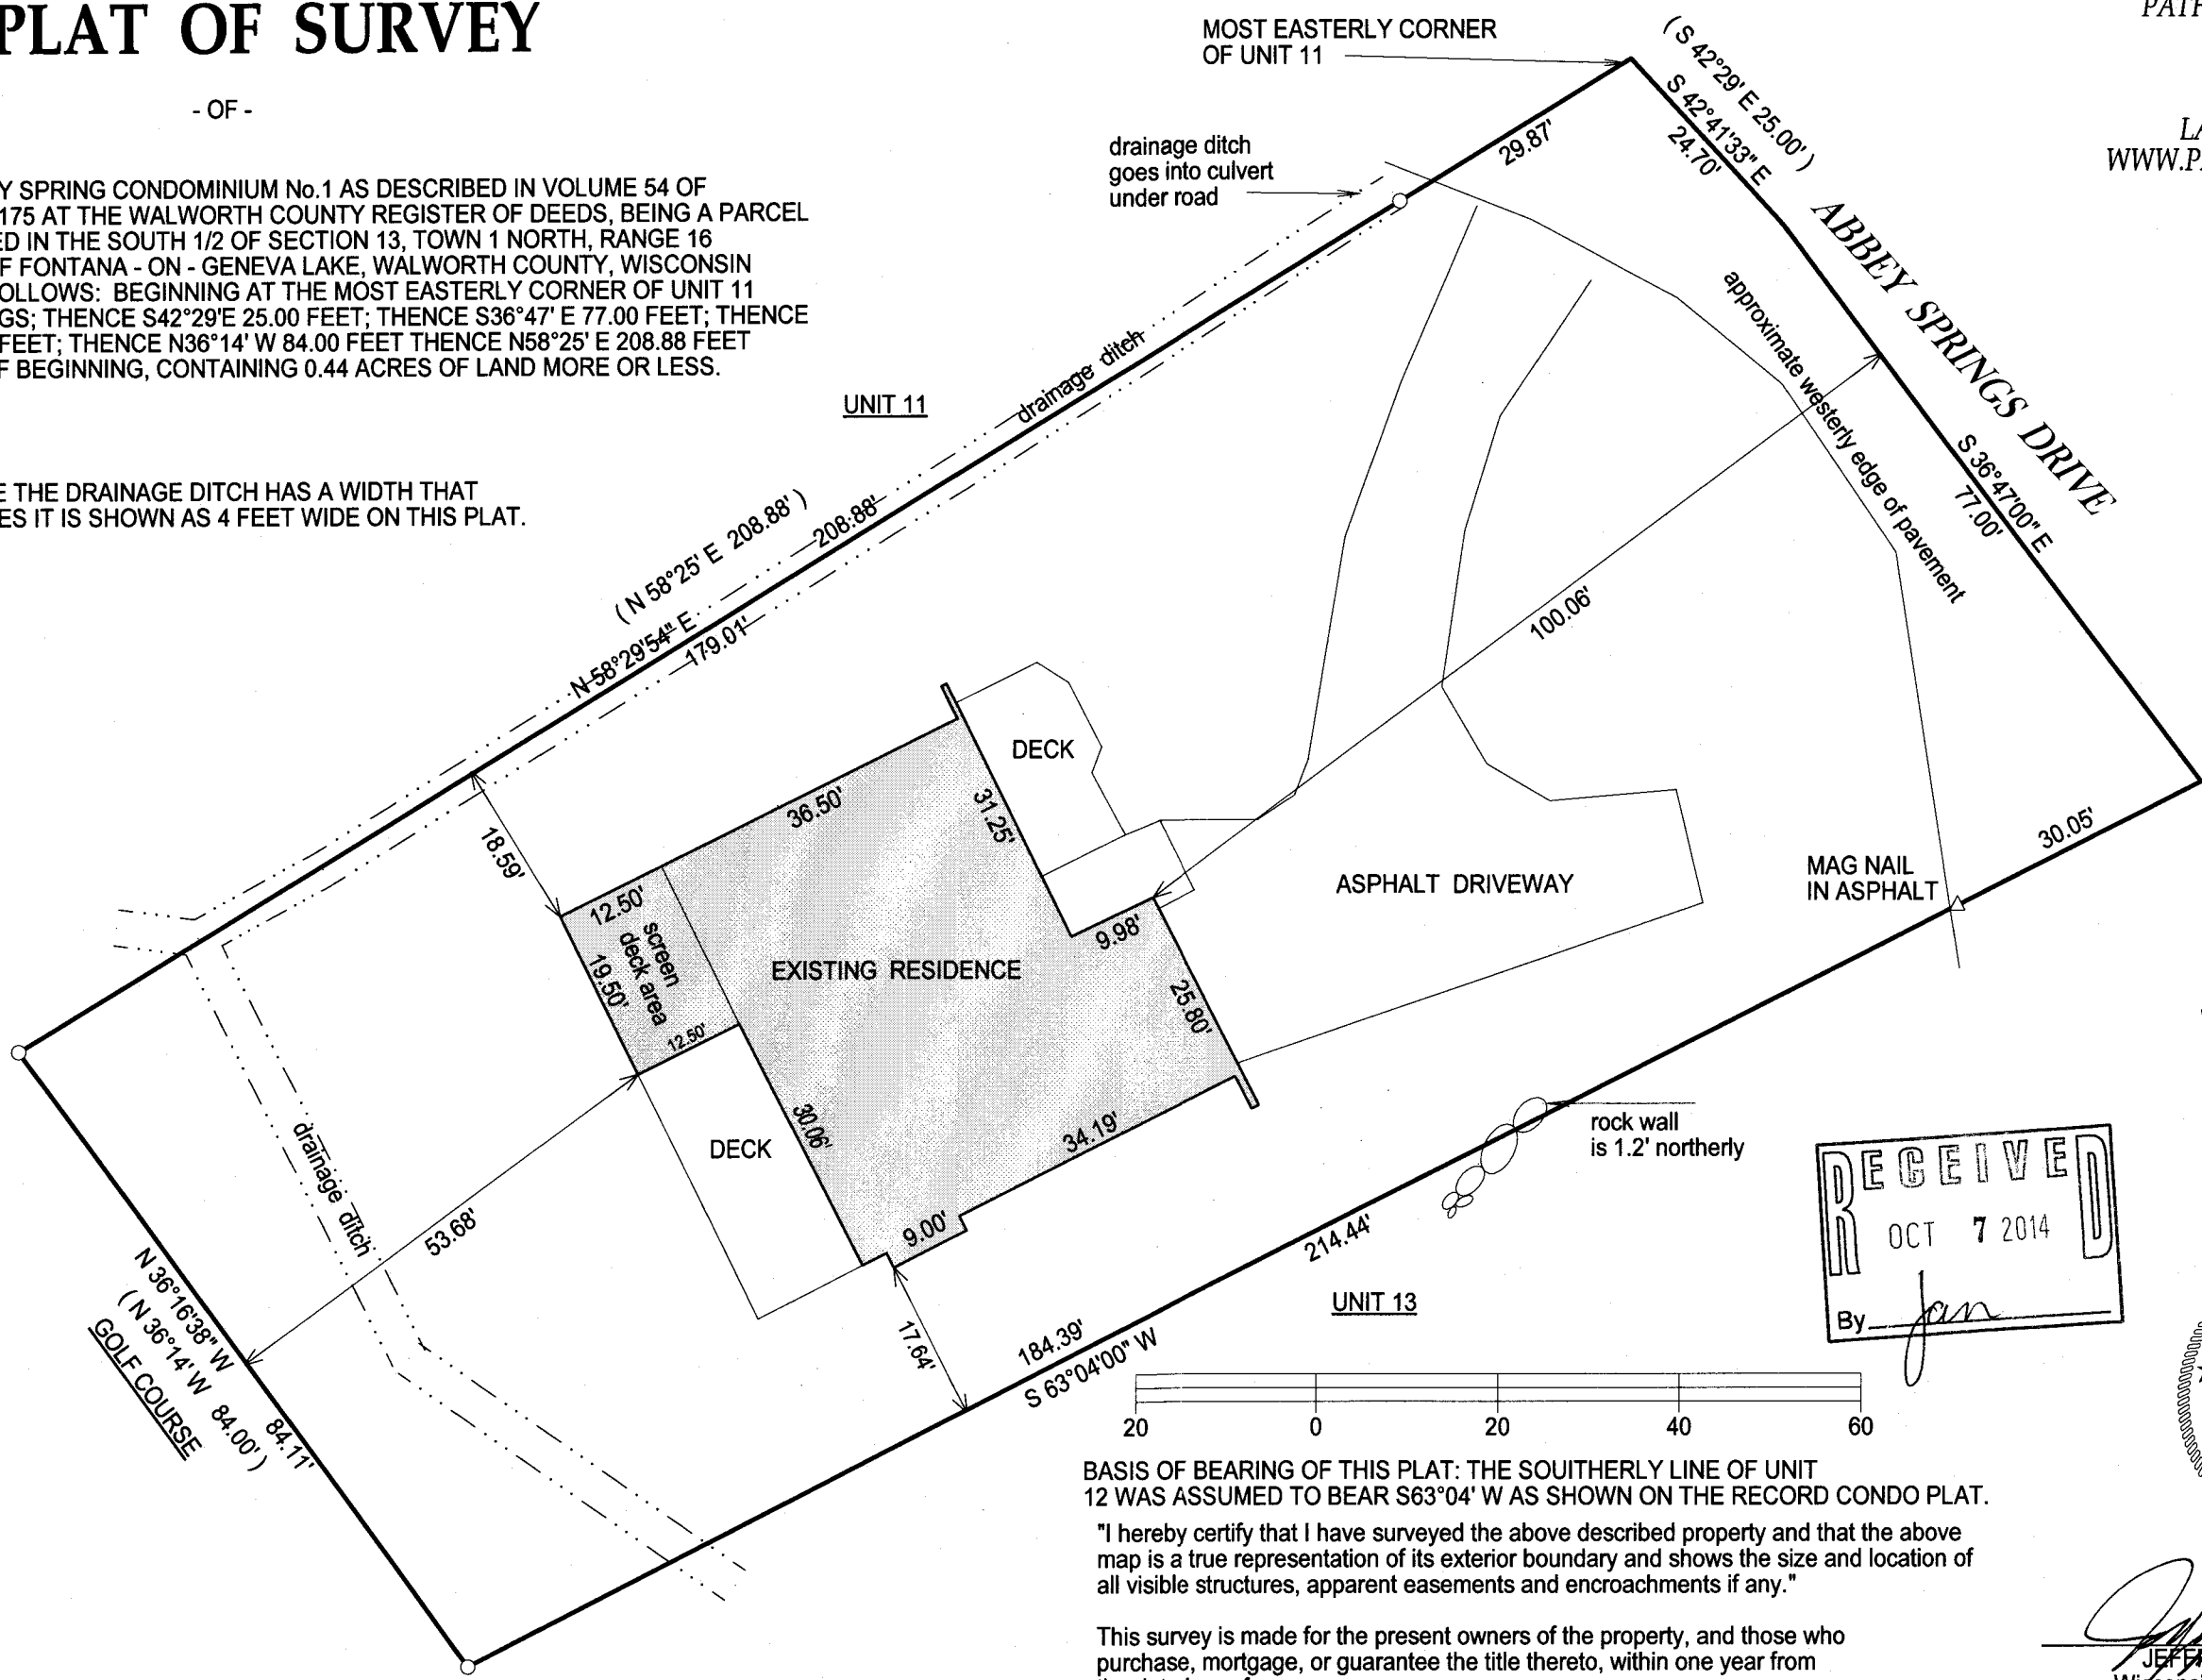 PLAT OF SURVEY
- OF -
Y SPRING CONDOMINIUM No.1 AS DESCRIBED IN VOLUME 54 OF
175 AT THE WALWORTH COUNTY REGISTER OF DEEDS, BEING A PARCEL
ED IN THE SOUTH 1/2 OF SECTION 13, TOWN 1 NORTH, RANGE 16
F FONTANA - ON - GENEVA LAKE, WALWORTH COUNTY, WISCONSIN
OLLOWS: BEGINNING AT THE MOST EASTERLY CORNER OF UNIT 11
GS; THENCE S42°29'E 25.00 FEET; THENCE S36°47' E 77.00 FEET; THENCE
FEET; THENCE N36°14' W 84.00 FEET THENCE N58°25' E 208.88 FEET
F BEGINNING, CONTAINING 0.44 ACRES OF LAND MORE OR LESS.
E THE DRAINAGE DITCH HAS A WIDTH THAT
ES IT IS SHOWN AS 4 FEET WIDE ON THIS PLAT.
MOST EASTERLY CORNER
OF UNIT 11
( S 42°29' E 25.00' )
S 42°41'33" E
24.70'
PATH
WWW.P
drainage ditch
goes into culvert
under road
29.87'
ABBEY SPRINGS DRIVE
approximate westerly edge of pavement
S 36°47'00" E
77.00'
UNIT 11
drainage ditch
( N 58°25' E 208.88' )
208.88'
N 58°29'54" E
179.01'
100.06'
DECK
36.50'
31.25'
18.59'
12.50'
screen
deck area
19.50'
12.50'
EXISTING RESIDENCE
9.98'
25.80'
ASPHALT DRIVEWAY
MAG NAIL
IN ASPHALT
30.05'
30.06'
DECK
34.19'
9.00'
rock wall
is 1.2' northerly
drainage ditch
53.68'
N 36°16'38" W
84.11'
( N 36°14' W 84.00' )
GOLF COURSE
17.64'
184.39'
S 63°04'00" W
214.44'
UNIT 13
RECEIVED
OCT 7 2014
By Jan
20 0 20 40 60
BASIS OF BEARING OF THIS PLAT: THE SOUITHERLY LINE OF UNIT
12 WAS ASSUMED TO BEAR S63°04' W AS SHOWN ON THE RECORD CONDO PLAT.
"I hereby certify that I have surveyed the above described property and that the above
map is a true representation of its exterior boundary and shows the size and location of
all visible structures, apparent easements and encroachments if any."
This survey is made for the present owners of the property, and those who
purchase, mortgage, or guarantee the title thereto, within one year from